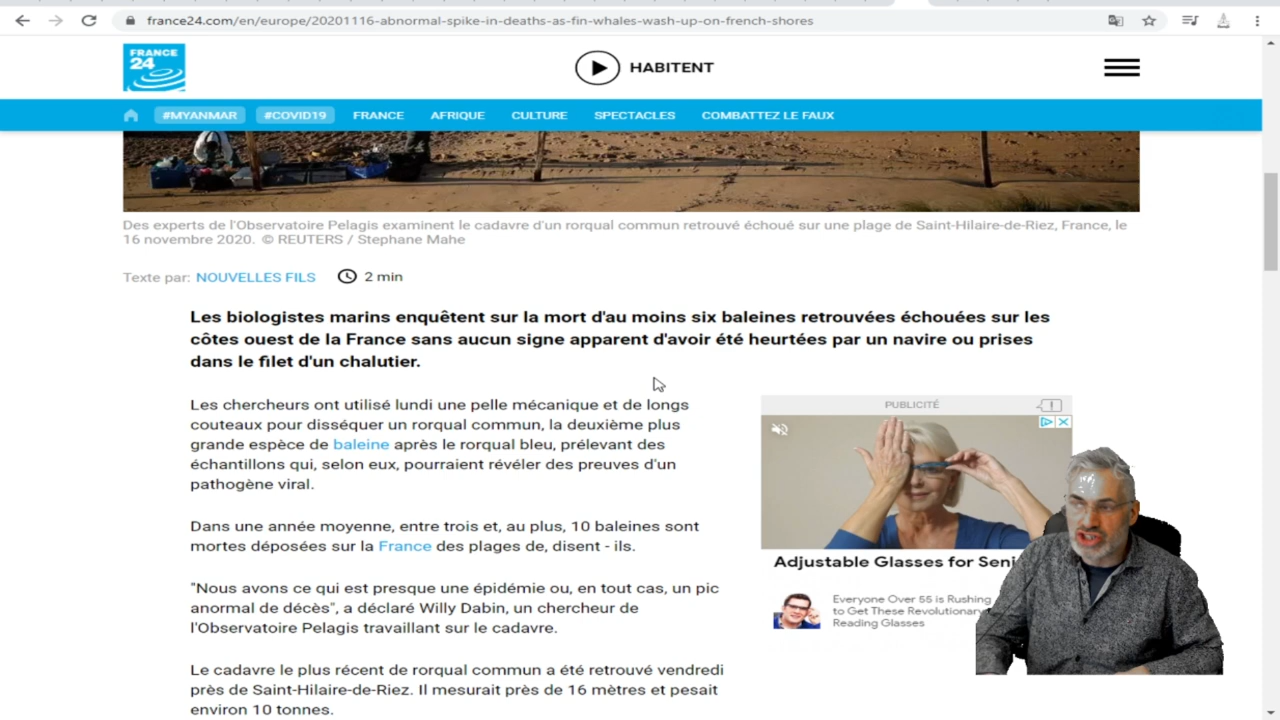 france24.com/en/europe/20201116-abnormal-spike-in-deaths-as-fin-whales-wash-up-on-french-shores
FRANCE
24
HABITENT
#MYANMAR #COVID19 FRANCE AFRIQUE CULTURE SPECTACLES COMBATTEZ LE FAUX
Des experts de l'Observatoire Pelagis examinent le cadavre d'un rorqual commun retrouvé échoué sur une plage de Saint-Hilaire-de-Riez, France, le
16 novembre 2020. © REUTERS / Stephane Mahe
Texte par: NOUVELLES FILS 2 min
Les biologistes marins enquêtent sur la mort d'au moins six baleines retrouvées échouées sur les
côtes ouest de la France sans aucun signe apparent d'avoir été heurtées par un navire ou prises
dans le filet d'un chalutier.
Les chercheurs ont utilisé lundi une pelle mécanique et de longs
couteaux pour disséquer un rorqual commun, la deuxième plus
grande espèce de baleine après le rorqual bleu, prélevant des
échantillons qui, selon eux, pourraient révéler des preuves d'un
pathogène viral.
Dans une année moyenne, entre trois et, au plus, 10 baleines sont
mortes déposées sur la France des plages de, disent - ils.
"Nous avons ce qui est presque une épidémie ou, en tout cas, un pic
anormal de décès", a déclaré Willy Dabin, un chercheur de
l'Observatoire Pelagis travaillant sur le cadavre.
Le cadavre le plus récent de rorqual commun a été retrouvé vendredi
près de Saint-Hilaire-de-Riez. Il mesurait près de 16 mètres et pesait
environ 10 tonnes.
PUBLICITÉ
Adjustable Glasses for Seni
Everyone Over 55 is Rushing
to Get These Revolutionary
Reading Glasses